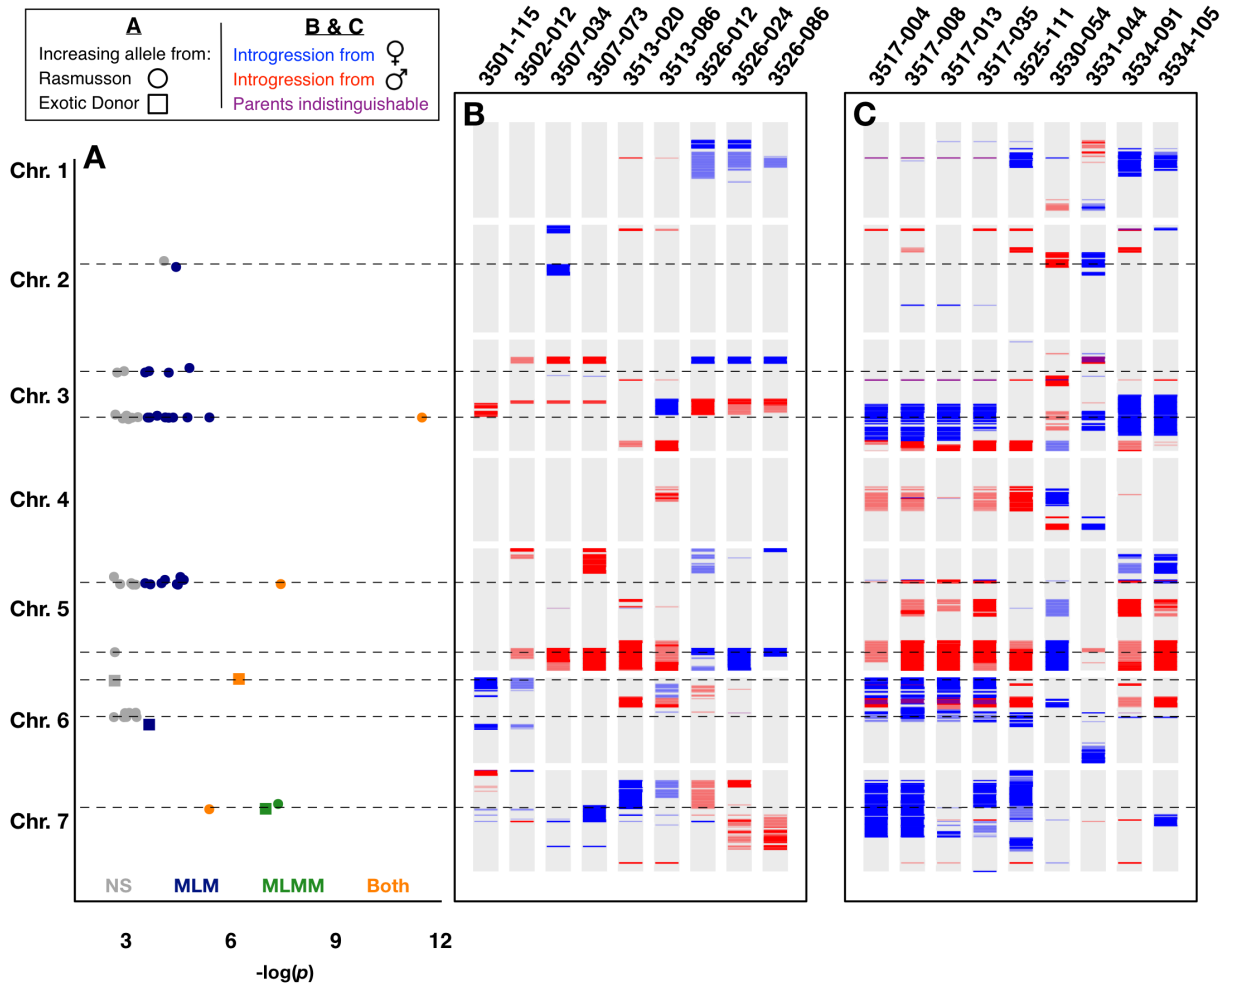 A
Increasing allele from:
Rasmusson
Exotic Donor
B & C
Introgression from ♀
Introgression from ♂
Parents indistinguishable
3501-115
3502-012
3507-034
3507-073
3513-020
3513-086
3526-012
3526-024
3526-086
3517-004
3517-008
3517-013
3517-035
3525-111
3530-054
3531-044
3534-091
3534-105
A
B
C
Chr. 1
Chr. 2
Chr. 3
Chr. 4
Chr. 5
Chr. 6
Chr. 7
NS MLM MLMM Both
3 6 9 12
-log(p)